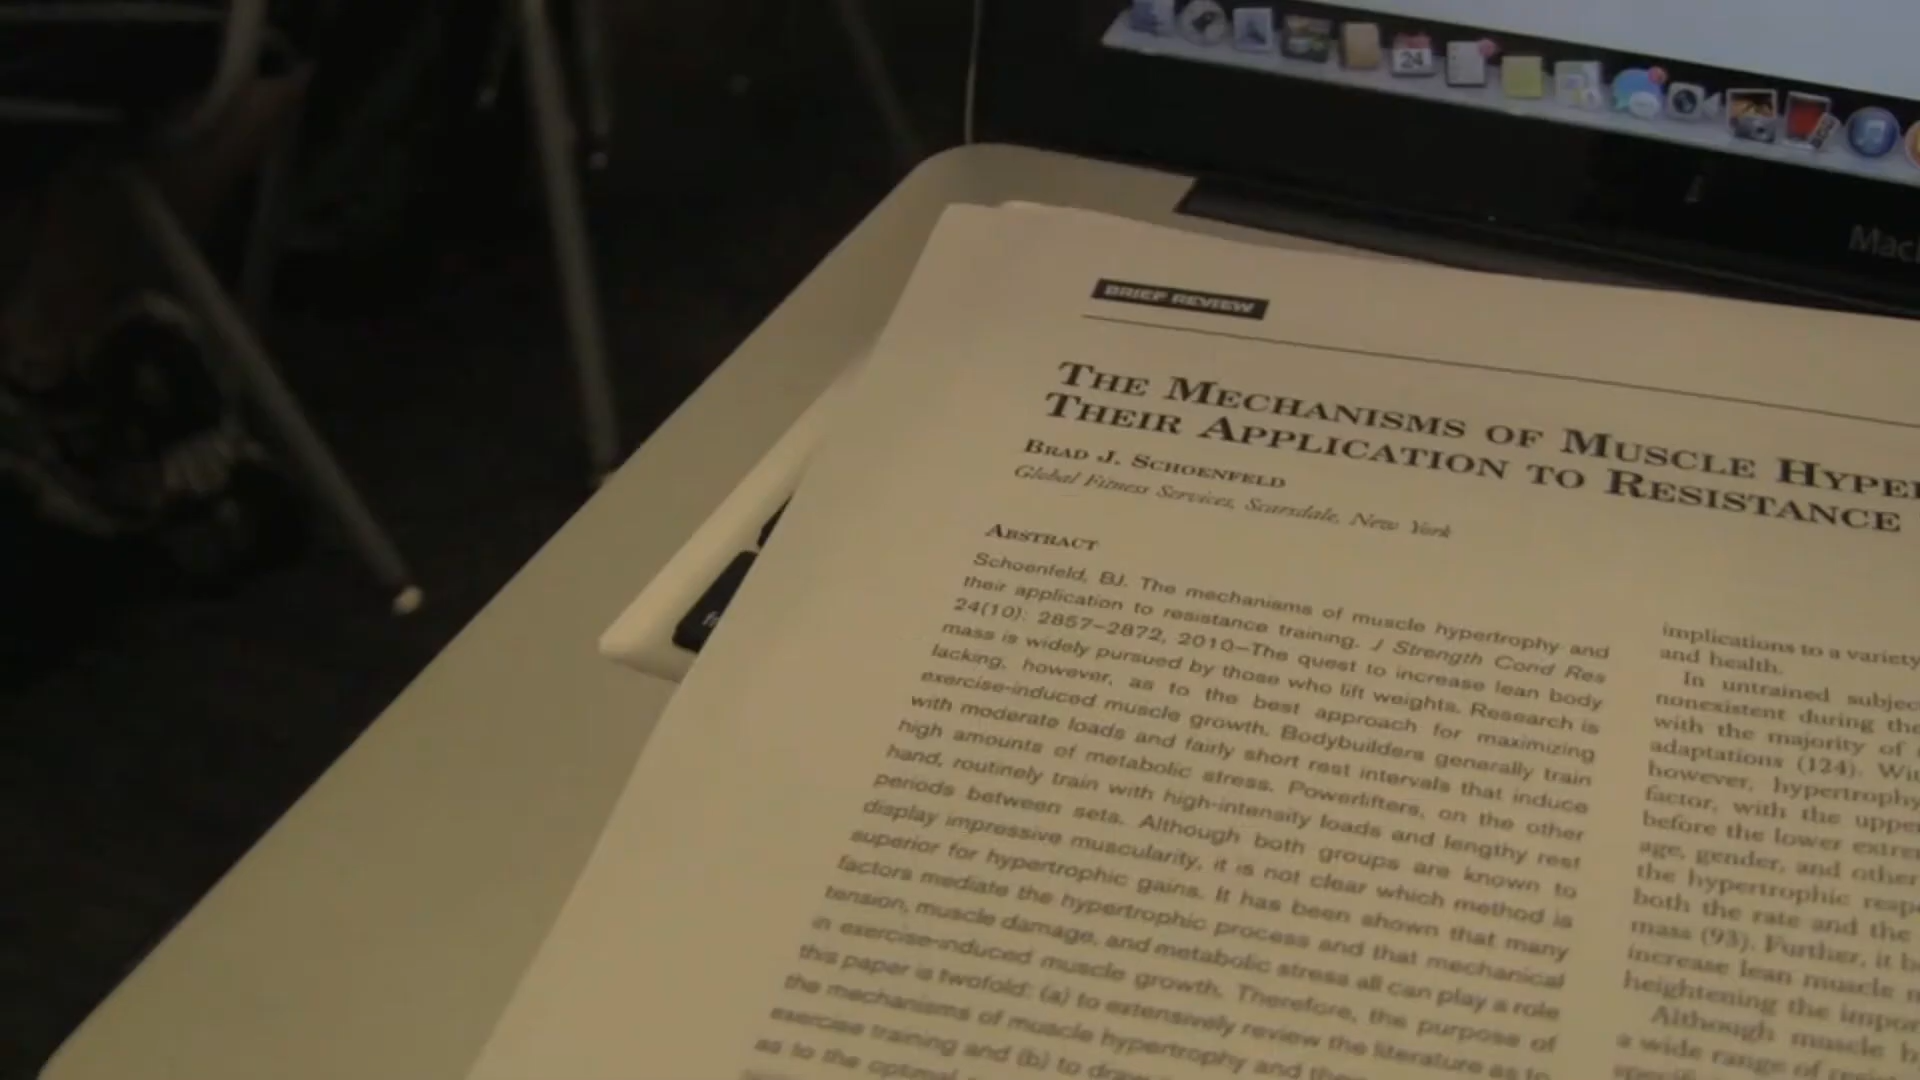 24
Mac
BRIEF REVIEW
THE MECHANISMS OF MUSCLE HYPER
THEIR APPLICATION TO RESISTANCE
BRAD J. SCHOENFELD
Global Fitness Services, Scarsdale, New York
ABSTRACT
Schoenfeld, BJ. The mechanisms of muscle hypertrophy and
their application to resistance training. J Strength Cond Res
24(10): 2857–2872, 2010—The quest to increase lean body
mass is widely pursued by those who lift weights. Research is
lacking, however, as to the best approach for maximizing
exercise-induced muscle growth. Bodybuilders generally train
with moderate loads and fairly short rest intervals that induce
high amounts of metabolic stress. Powerlifters, on the other
hand, routinely train with high-intensity loads and lengthy rest
periods between sets. Although both groups are known to
display impressive muscularity, it is not clear which method is
superior for hypertrophic gains. It has been shown that many
factors mediate the hypertrophic process and that mechanical
tension, muscle damage, and metabolic stress all can play a role
in exercise-induced muscle growth. Therefore, the purpose of
this paper is twofold: (a) to extensively review the literature as to
the mechanisms of muscle hypertrophy and
exercise training and (b) to
as to the optimal
implications to a variety
and health.
In untrained
nonexistent during the
with the majority of
adaptations (124).
however, hypertrophy
factor, with the upper
before the lower
age, gender, and other
the hypertrophic
both the rate and the
mass (93). Further, it
increase lean muscle
heightening the
Although muscle
a wide range of